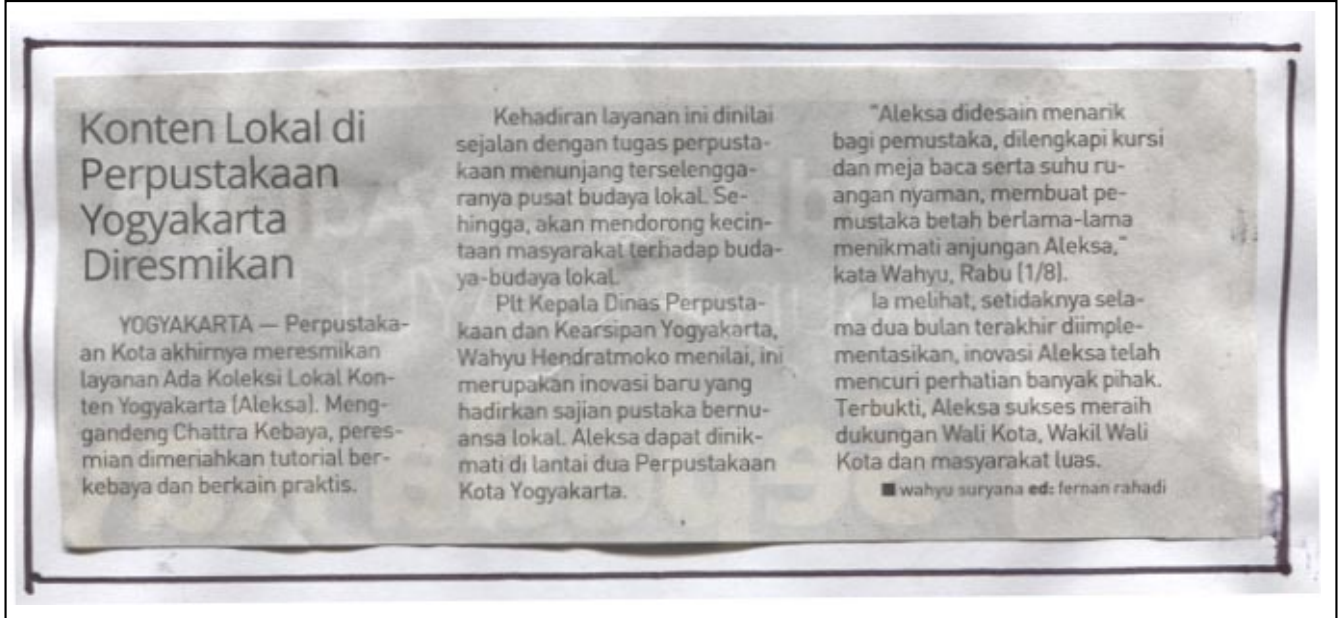 Konten Lokal di
Perpustakaan
Yogyakarta
Diresmikan
YOGYAKARTA — Perpustaka-
an Kota akhirnya meresmikan
layanan Ada Koleksi Lokal Kon-
ten Yogyakarta (Aleksa). Meng-
gandeng Chattra Kebaya, peres-
mian dimeriahkan tutorial ber-
kebaya dan berkain praktis.
Kehadiran layanan ini dinilai
sejalan dengan tugas perpusta-
kaan menunjang terselengga-
ranya pusat budaya lokal. Se-
hingga, akan mendorong kecin-
taan masyarakat terhadap buda-
ya-budaya lokal.
Plt Kepala Dinas Perpusta-
kaan dan Kearsipan Yogyakarta,
Wahyu Hendratmoko menilai, ini
merupakan inovasi baru yang
hadirkan sajian pustaka bernu-
ansa lokal. Aleksa dapat dinik-
mati di lantai dua Perpustakaan
Kota Yogyakarta.
"Aleksa didesain menarik
bagi pemustaka, dilengkapi kursi
dan meja baca serta suhu ru-
angan nyaman, membuat pe-
mustaka betah berlama-lama
menikmati anjungan Aleksa,"
kata Wahyu, Rabu (1/8).
Ia melihat, setidaknya sela-
ma dua bulan terakhir diimple-
mentasikan, inovasi Aleksa telah
mencuri perhatian banyak pihak.
Terbukti, Aleksa sukses meraih
dukungan Wali Kota, Wakil Wali
Kota dan masyarakat luas.
■ wahyu suryana ed: fernan rahadi